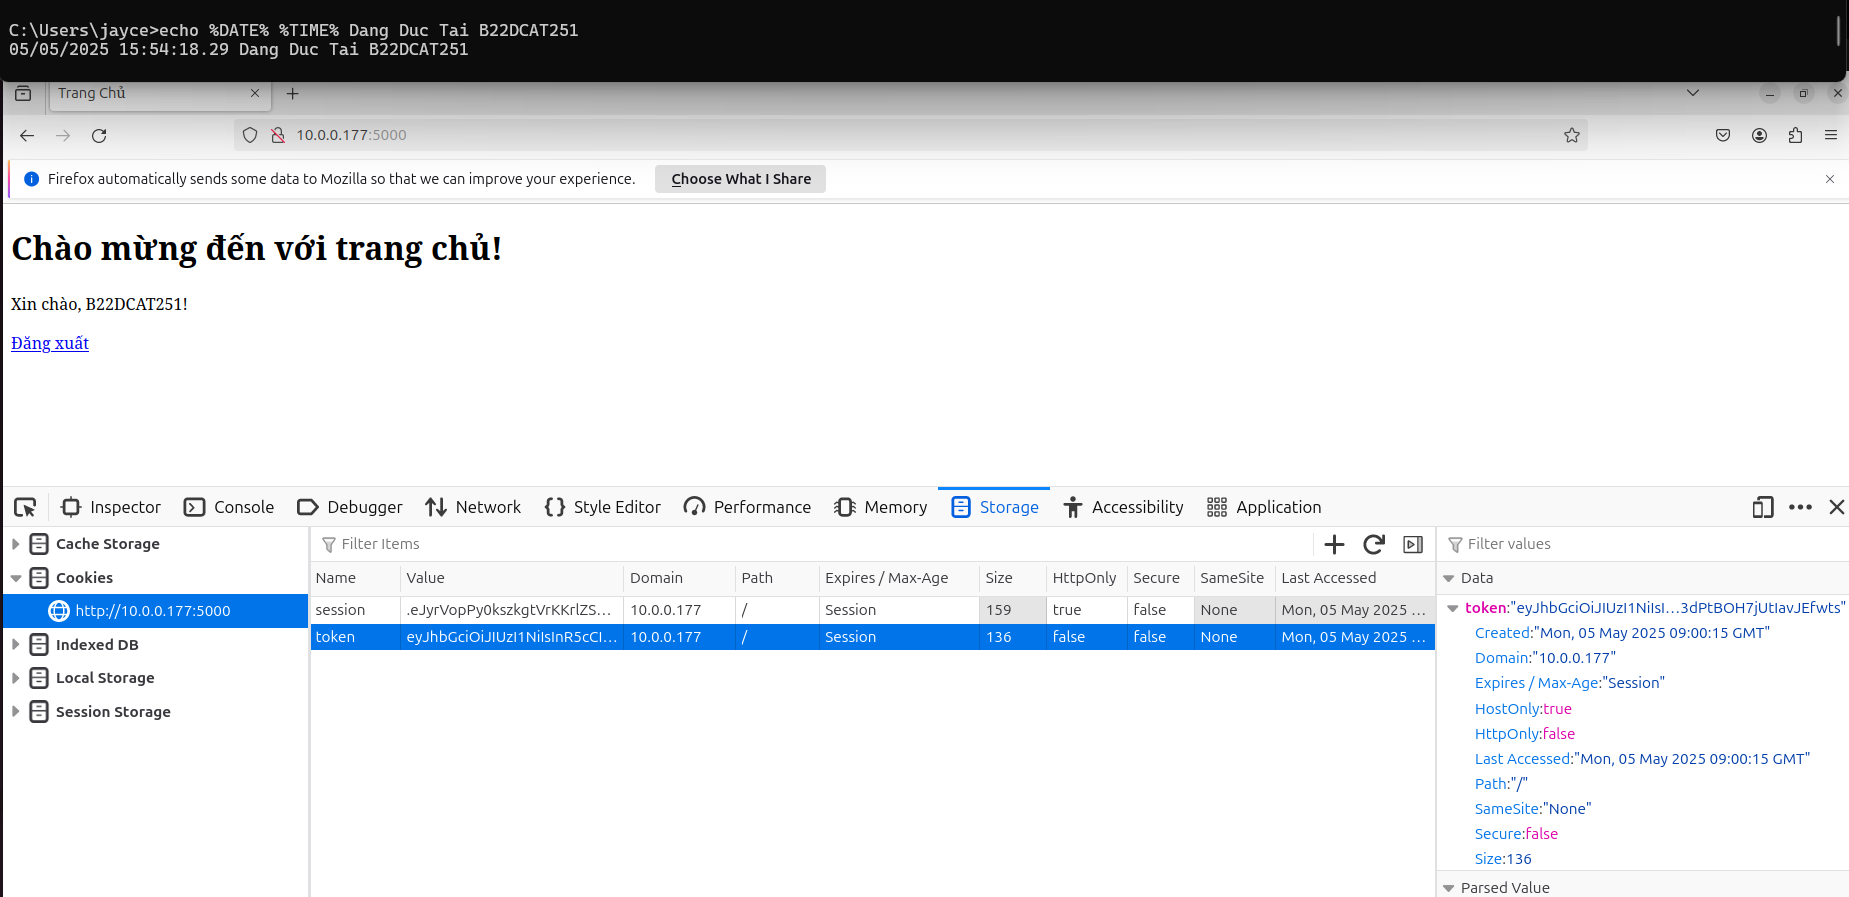 C:\Users\jayce>echo %DATE% %TIME% Dang Duc Tai B22DCAT251
05/05/2025 15:54:18.29 Dang Duc Tai B22DCAT251
Trang Chủ
10.0.0.177:5000
Firefox automatically sends some data to Mozilla so that we can improve your experience. Choose What I Share
Chào mừng đến với trang chủ!
Xin chào, B22DCAT251!
Đăng xuất
Inspector Console Debugger Network Style Editor Performance Memory Storage Accessibility Application
Cache Storage
Cookies
http://10.0.0.177:5000
Indexed DB
Local Storage
Session Storage
Filter Items
Name Value Domain Path Expires / Max-Age Size HttpOnly Secure SameSite Last Accessed
session .eJyrVopPy0kszkgtVrKKrlZS... 10.0.0.177 / Session 159 true false None Mon, 05 May 2025 ...
token eyJhbGciOiJIUzI1NiIsInR5cCI... 10.0.0.177 / Session 136 false false None Mon, 05 May 2025 ...
Filter values
Data
token:"eyJhbGciOiJIUzI1NiIsI...3dPtBOH7jUtIavJEfwts"
Created:"Mon, 05 May 2025 09:00:15 GMT"
Domain:"10.0.0.177"
Expires / Max-Age:"Session"
HostOnly:true
HttpOnly:false
Last Accessed:"Mon, 05 May 2025 09:00:15 GMT"
Path:"/"
SameSite:"None"
Secure:false
Size:136
Parsed Value